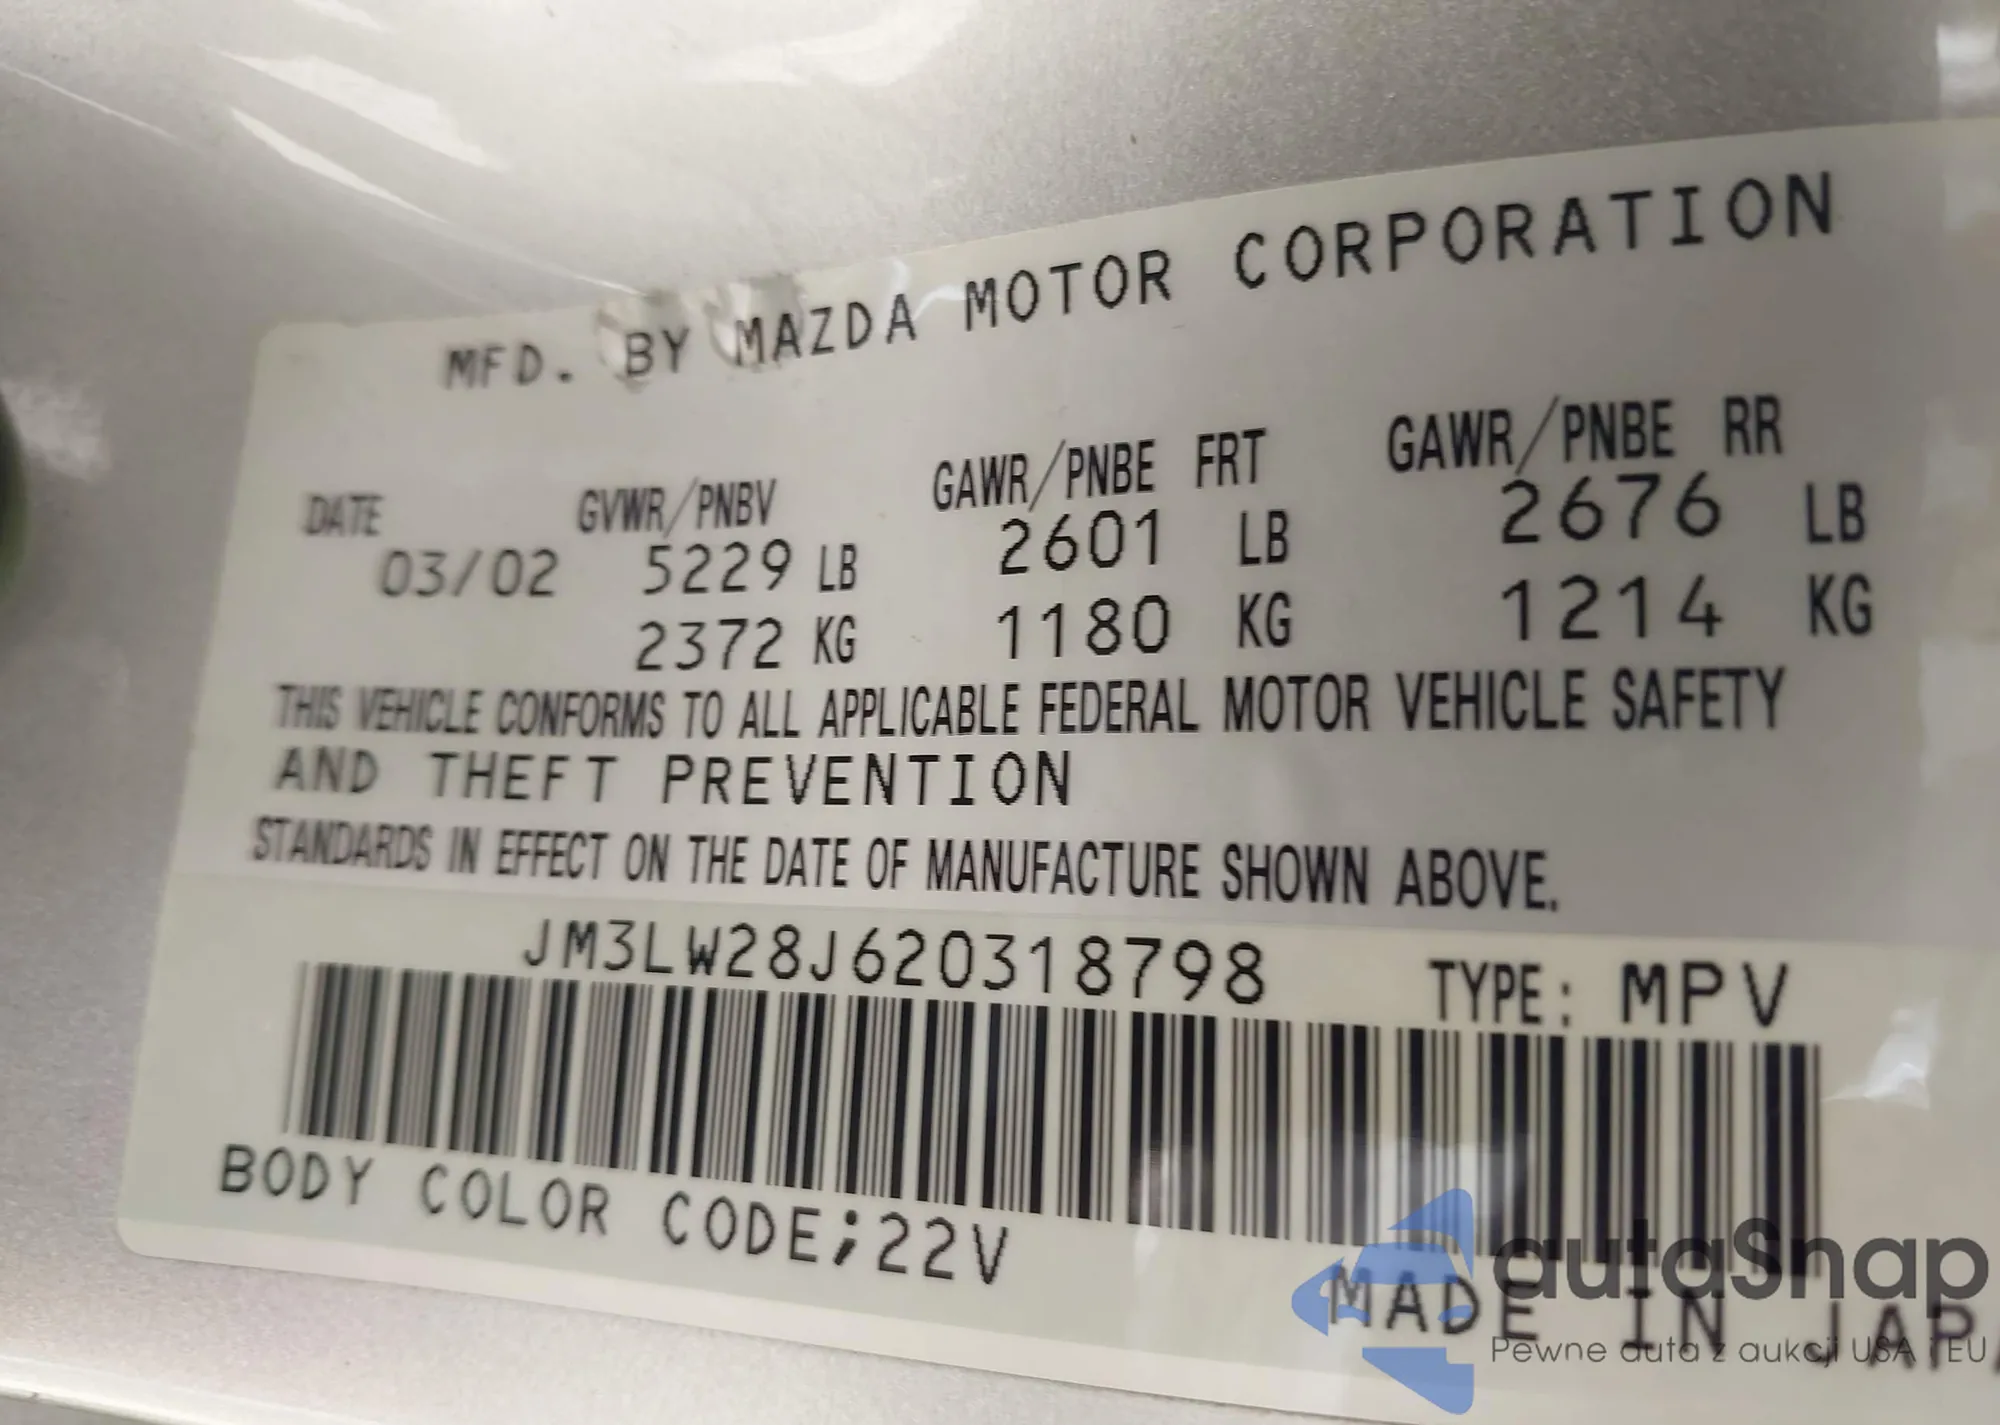 MFD. BY MAZDA MOTOR CORPORATION
DATE GVWR/PNBV GAWR/PNBE FRT GAWR/PNBE RR
03/02 5229 LB 2601 LB 2676 LB
2372 KG 1180 KG 1214 KG
THIS VEHICLE CONFORMS TO ALL APPLICABLE FEDERAL MOTOR VEHICLE SAFETY
AND THEFT PREVENTION
STANDARDS IN EFFECT ON THE DATE OF MANUFACTURE SHOWN ABOVE.
JM3LW28J620318798 TYPE: MPV
BODY COLOR CODE;22V
MADE IN JAP
autaSnap
Pewne auta z aukcji USA i EU